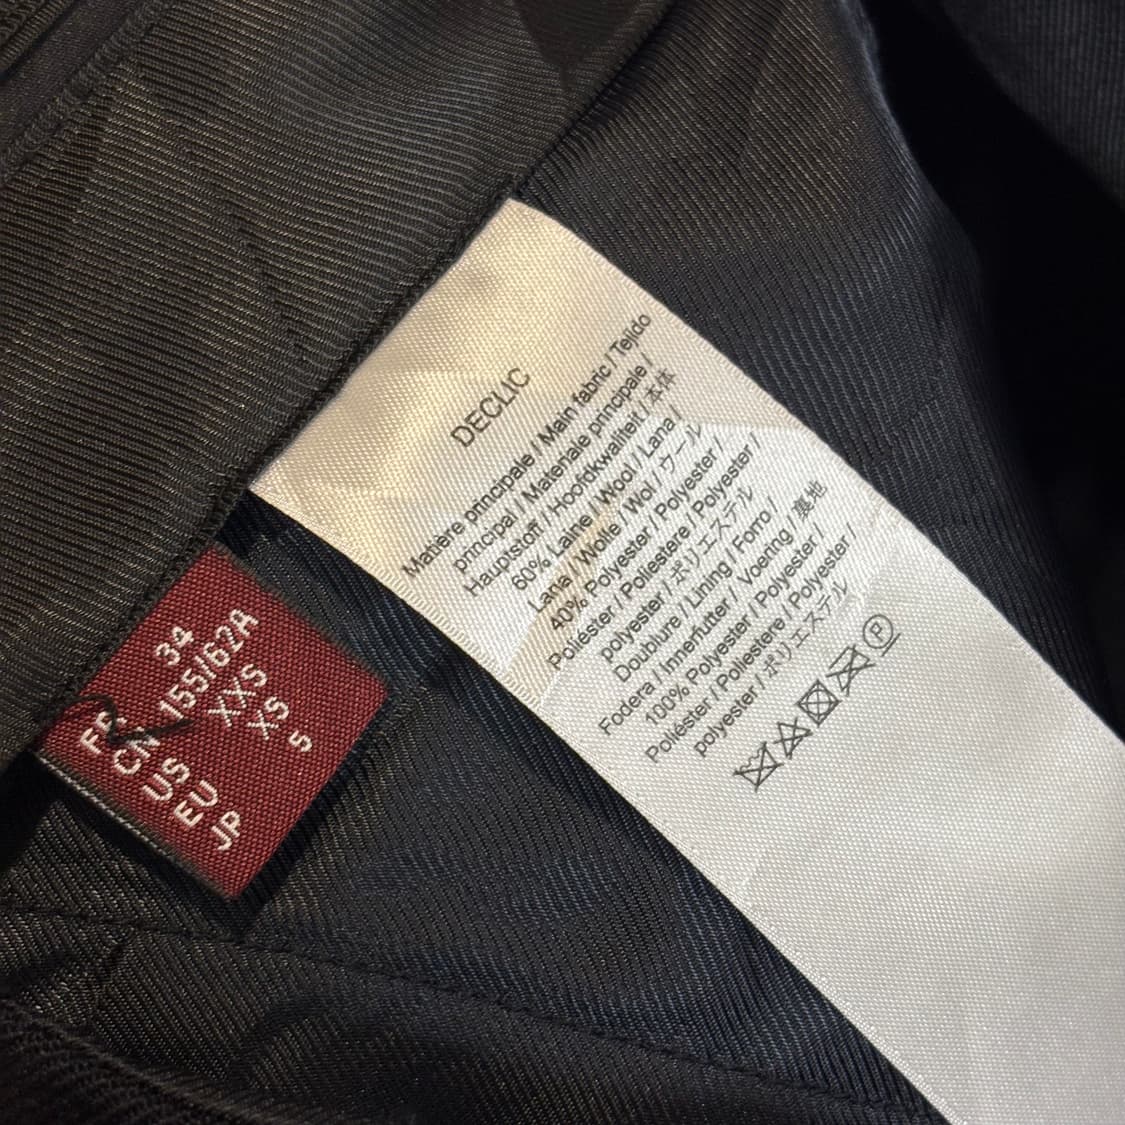 DECLIC
Matière principale / Main fabric / Tejido
principal / Materiale principale /
Hauptstoff / Hoofdkwaliteit / 本体
60% Laine / Wool / Lana /
Lana / Wolle / Wol / ウール
40% Polyester / Polyester /
Poliéster / Poliestere / Polyester /
polyester / ポリエステル
Doublure / Lining / Forro /
Fodera / Innenfutter / Voering / 裏地
100% Polyester / Polyester /
Poliéster / Poliestere / Polyester /
polyester / ポリエステル
P
FR 34
CN 155/62A
US XXS
EU XS
JP S